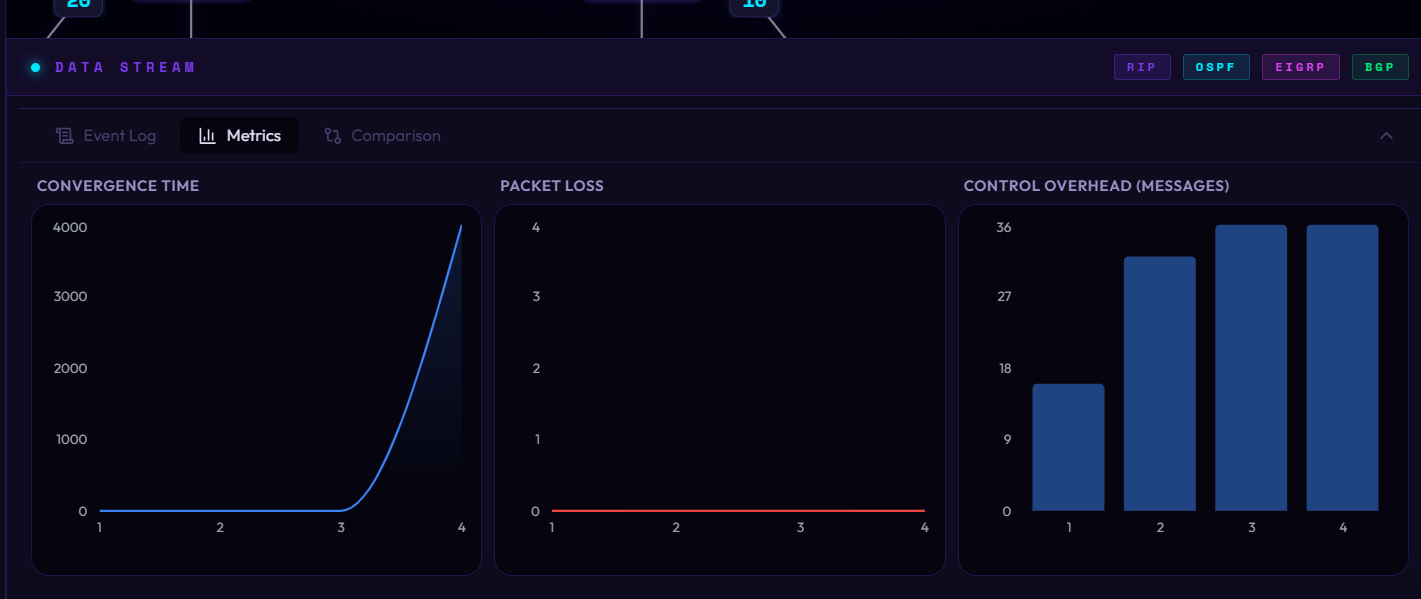 20
10
DATA STREAM
RIP
OSPF
EIGRP
BGP
Event Log
Metrics
Comparison
CONVERGENCE TIME
4000
3000
2000
1000
0
1 2 3 4
PACKET LOSS
4
3
2
1
0
1 2 3 4
CONTROL OVERHEAD (MESSAGES)
36
27
18
9
0
1 2 3 4